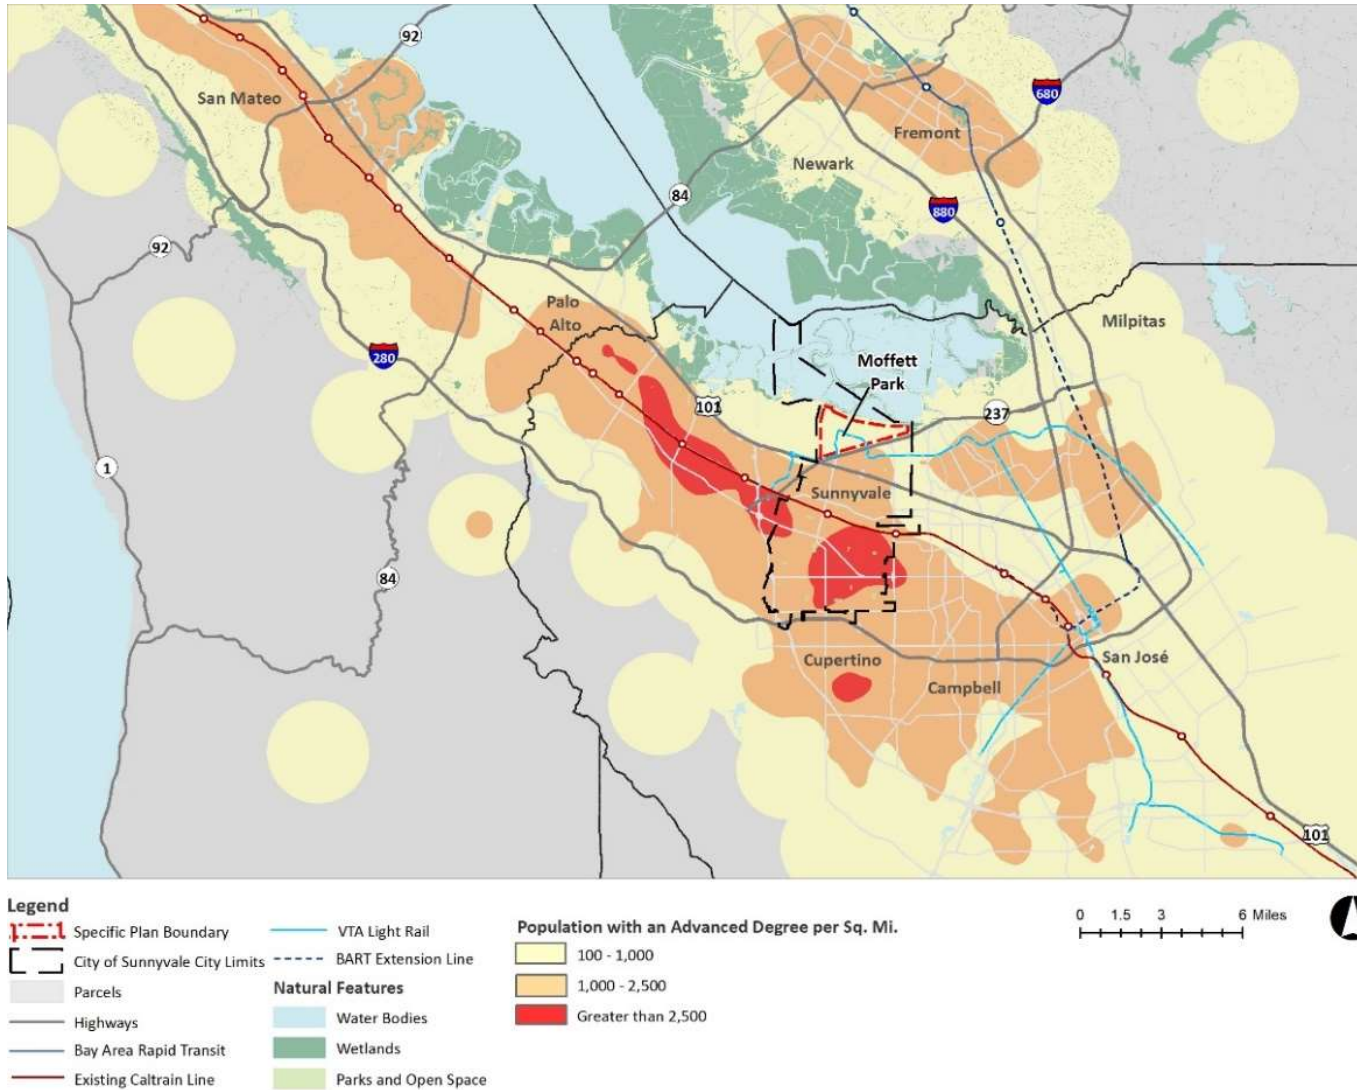 92
San Mateo
680
Fremont
Newark
84
880
92
Palo
Alto
Milpitas
280
Moffett
Park
101
237
1
Sunnyvale
84
Cupertino
San José
Campbell
101
Legend
Specific Plan Boundary
City of Sunnyvale City Limits
Parcels
Highways
Bay Area Rapid Transit
Existing Caltrain Line
VTA Light Rail
BART Extension Line
Natural Features
Water Bodies
Wetlands
Parks and Open Space
Population with an Advanced Degree per Sq. Mi.
100 - 1,000
1,000 - 2,500
Greater than 2,500
0 1.5 3 6 Miles